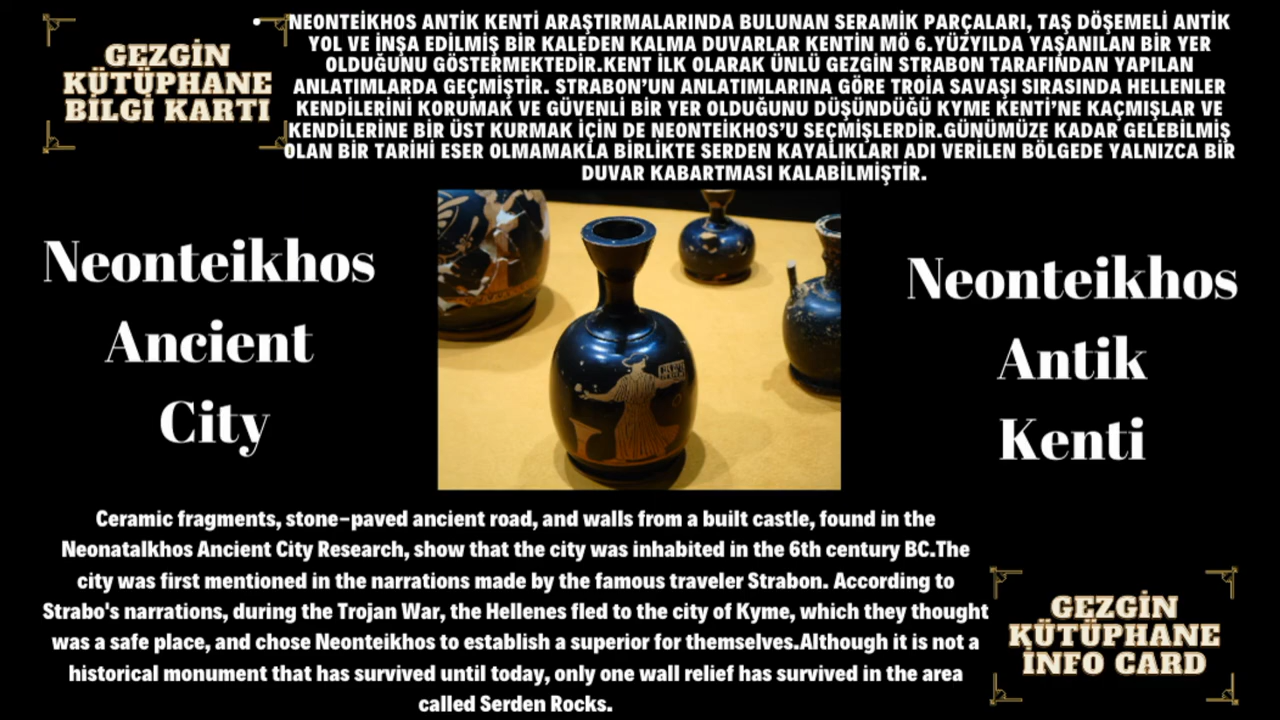 GEZGİN
KÜTÜPHANE
BİLGİ KARTI
• NEONTEİKHOS ANTİK KENTİ ARAŞTIRMALARINDA BULUNAN SERAMİK PARÇALARI, TAŞ DÖŞEMELİ ANTİK
YOL VE İNŞA EDİLMİŞ BİR KALEDEN KALMA DUVARLAR KENTİN MÖ 6.YÜZYILDA YAŞANILAN BİR YER
OLDUĞUNU GÖSTERMEKTEDİR.KENT İLK OLARAK ÜNLÜ GEZGİN STRABON TARAFINDAN YAPILAN
ANLATIMLARDA GEÇMİŞTİR. STRABON'UN ANLATIMLARINA GÖRE TROİA SAVAŞI SIRASINDA HELLENLER
KENDİLERİNİ KORUMAK VE GÜVENLİ BİR YER OLDUĞUNU DÜŞÜNDÜĞÜ KYME KENTİ'NE KAÇMIŞLAR VE
KENDİLERİNE BİR ÜST KURMAK İÇİN DE NEONTEİKHOS'U SEÇMİŞLERDİR.GÜNÜMÜZE KADAR GELEBİLMİŞ
OLAN BİR TARİHİ ESER OLMAMAKLA BİRLİKTE SERDEN KAYALIKLARI ADI VERİLEN BÖLGEDE YALNIZCA BİR
DUVAR KABARTMASI KALABİLMİŞTİR.
Neonteikhos
Ancient
City
Neonteikhos
Antik
Kenti
Ceramic fragments, stone-paved ancient road, and walls from a built castle, found in the
Neonatalkhos Ancient City Research, show that the city was inhabited in the 6th century BC.The
city was first mentioned in the narrations made by the famous traveler Strabon. According to
Strabo's narrations, during the Trojan War, the Hellenes fled to the city of Kyme, which they thought
was a safe place, and chose Neonteikhos to establish a superior for themselves.Although it is not a
historical monument that has survived until today, only one wall relief has survived in the area
called Serden Rocks.
GEZGİN
KÜTÜPHANE
İNFO CARD